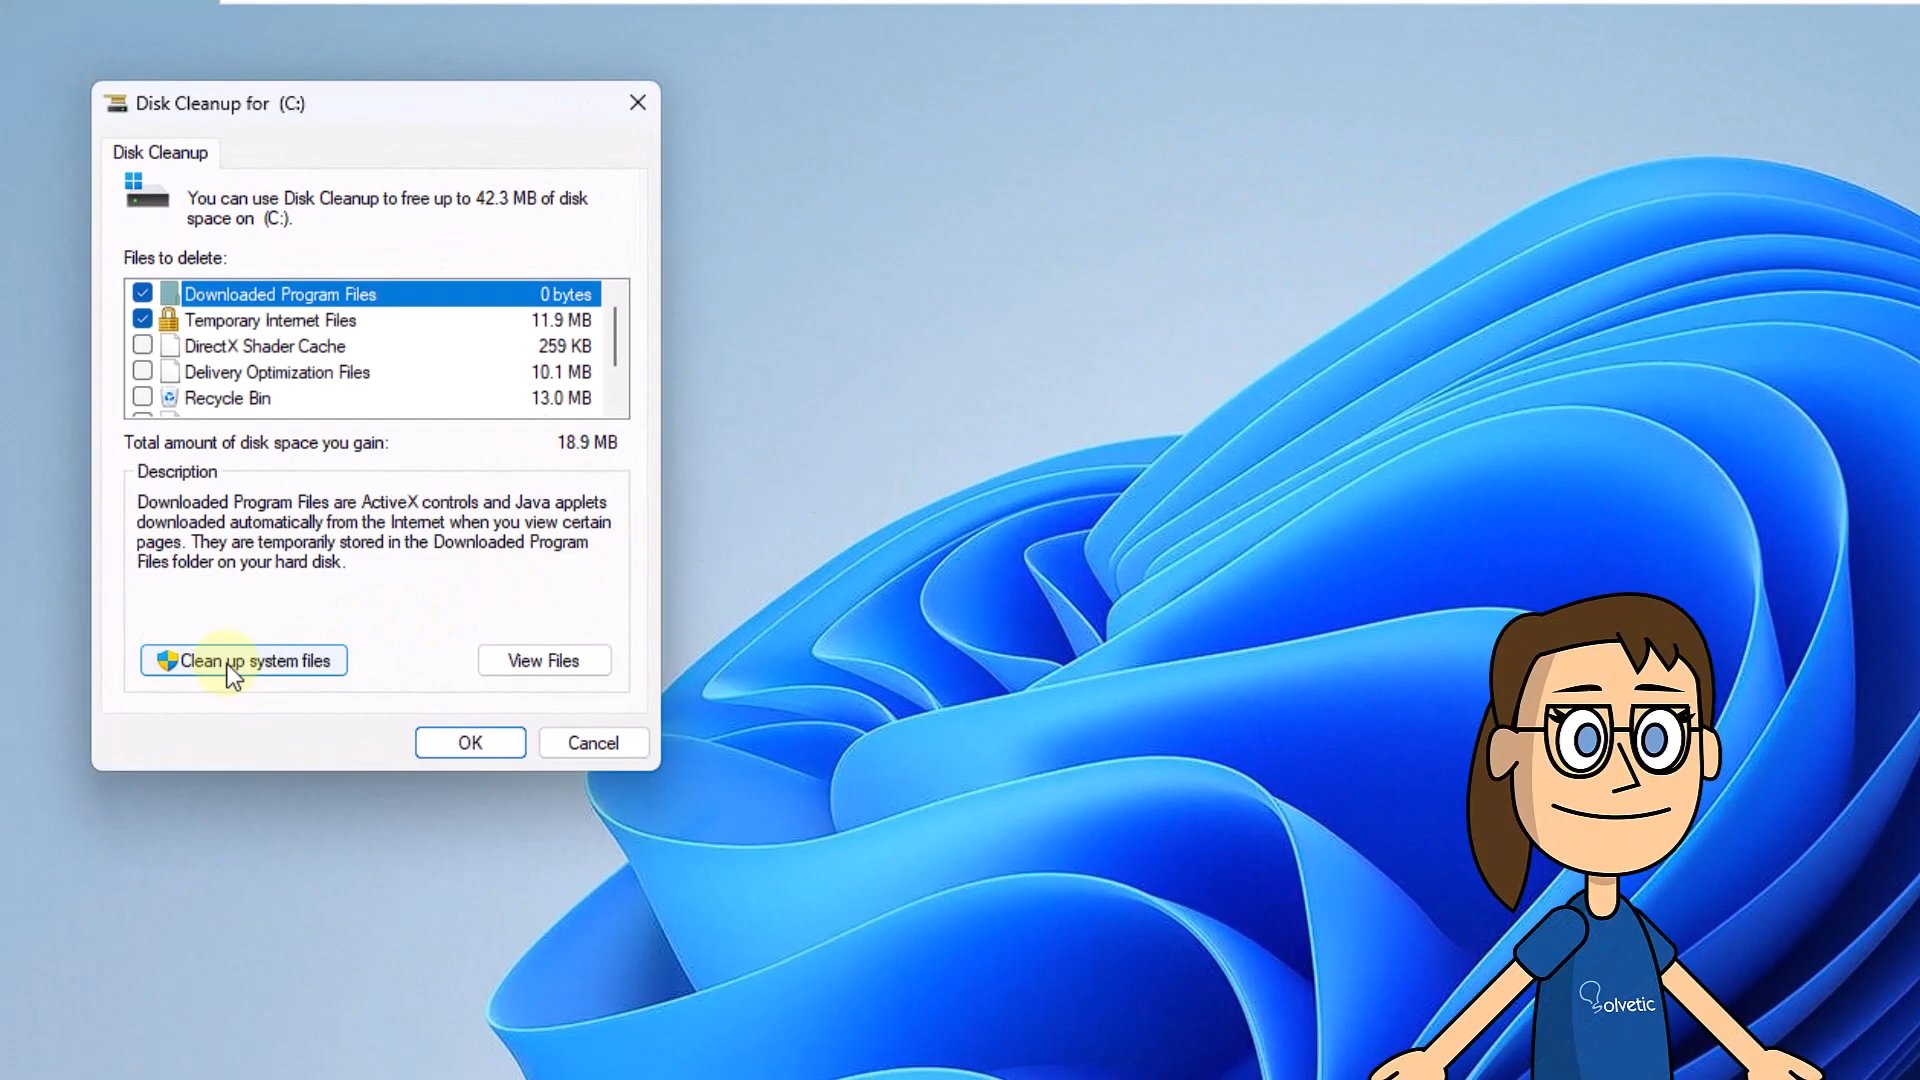 Disk Cleanup for (C:)
Disk Cleanup
You can use Disk Cleanup to free up to 42.3 MB of disk
space on (C:).
Files to delete:
Downloaded Program Files 0 bytes
Temporary Internet Files 11.9 MB
DirectX Shader Cache 259 KB
Delivery Optimization Files 10.1 MB
Recycle Bin 13.0 MB
Total amount of disk space you gain: 18.9 MB
Description
Downloaded Program Files are ActiveX controls and Java applets
downloaded automatically from the Internet when you view certain
pages. They are temporarily stored in the Downloaded Program
Files folder on your hard disk.
Clean up system files
View Files
OK
Cancel
Solvetic